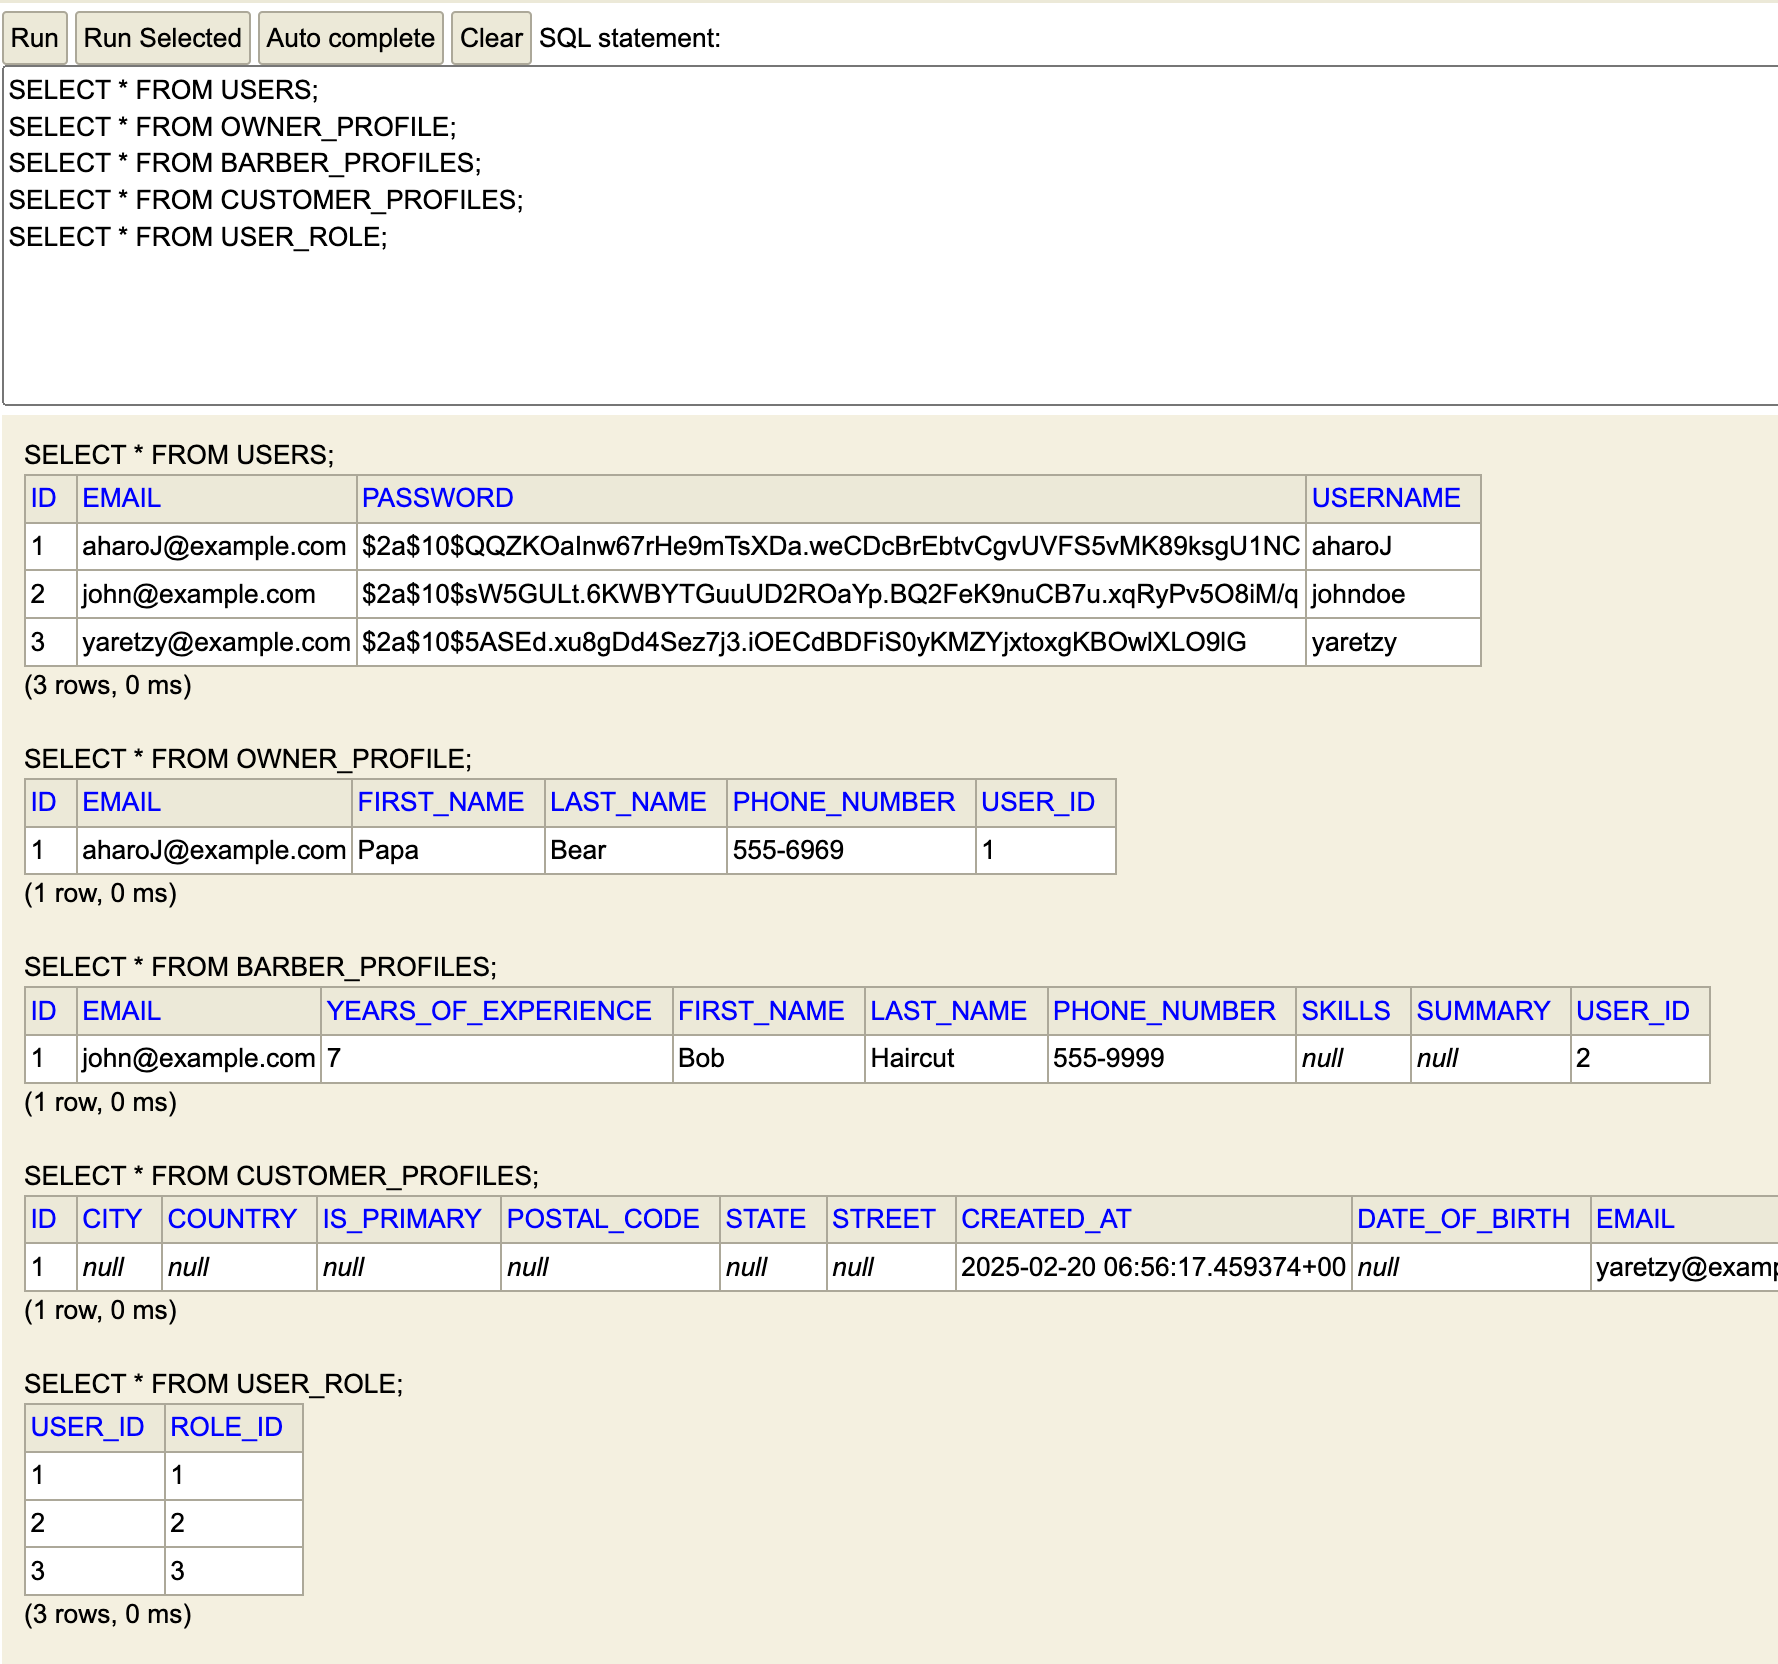 Run Run Selected Auto complete Clear SQL statement:
SELECT * FROM USERS;
SELECT * FROM OWNER_PROFILE;
SELECT * FROM BARBER_PROFILES;
SELECT * FROM CUSTOMER_PROFILES;
SELECT * FROM USER_ROLE;
SELECT * FROM USERS;
ID EMAIL PASSWORD USERNAME
1 aharoJ@example.com $2a$10$QQZKOaInw67rHe9mTsXDa.weCDcBrEbtvCgvUVFS5vMK89ksgU1NC aharoJ
2 john@example.com $2a$10$sW5GULt.6KWBYTGuuUD2ROaYp.BQ2FeK9nuCB7u.xqRyPv5O8iM/q johndoe
3 yaretzy@example.com $2a$10$5ASEd.xu8gDd4Sez7j3.iOECdBDFiS0yKMZYjxtoxgKBOwlXLO9lG yaretzy
(3 rows, 0 ms)
SELECT * FROM OWNER_PROFILE;
ID EMAIL FIRST_NAME LAST_NAME PHONE_NUMBER USER_ID
1 aharoJ@example.com Papa Bear 555-6969 1
(1 row, 0 ms)
SELECT * FROM BARBER_PROFILES;
ID EMAIL YEARS_OF_EXPERIENCE FIRST_NAME LAST_NAME PHONE_NUMBER SKILLS SUMMARY USER_ID
1 john@example.com 7 Bob Haircut 555-9999 null null 2
(1 row, 0 ms)
SELECT * FROM CUSTOMER_PROFILES;
ID CITY COUNTRY IS_PRIMARY POSTAL_CODE STATE STREET CREATED_AT DATE_OF_BIRTH EMAIL
1 null null null null null null 2025-02-20 06:56:17.459374+00 null yaretzy@examp
(1 row, 0 ms)
SELECT * FROM USER_ROLE;
USER_ID ROLE_ID
1 1
2 2
3 3
(3 rows, 0 ms)